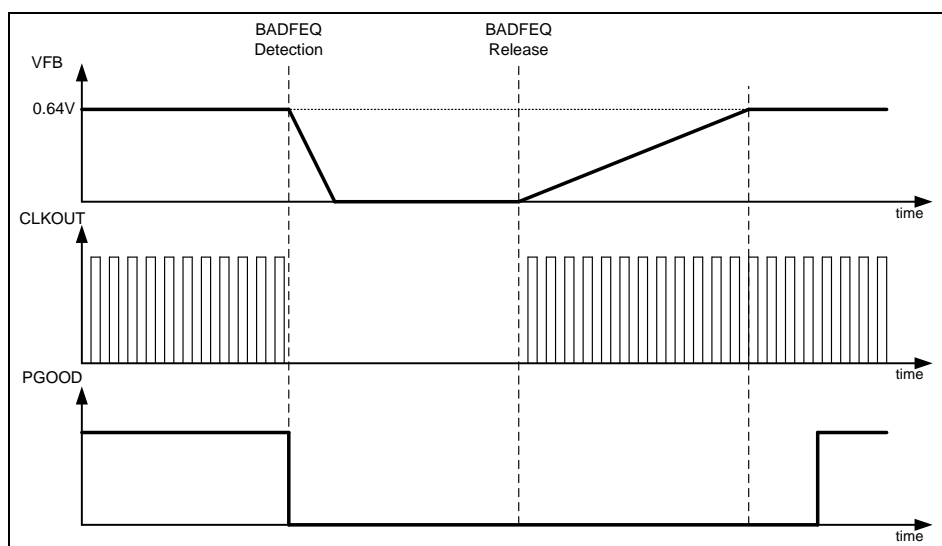 BADFEQ
Detection
BADFEQ
Release
VFB
0.64V
time
CLKOUT
time
PGOOD
time